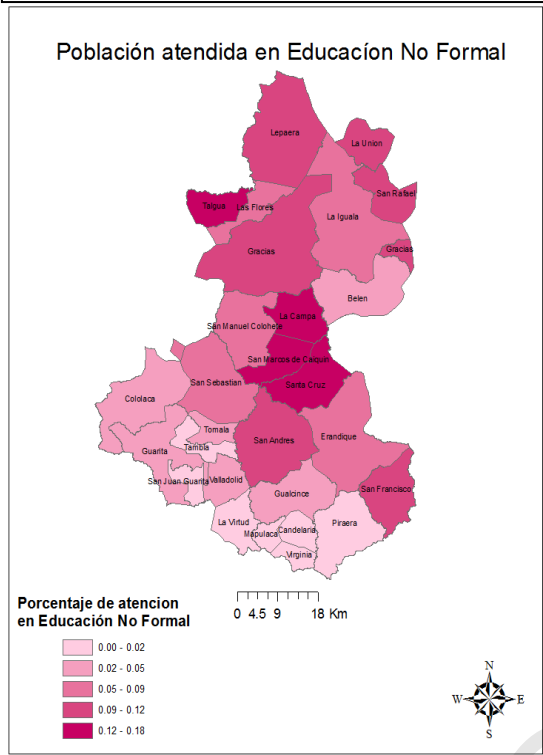 Población atendida en Educacíon No Formal
Lepaera
La Union
San Rafael
Talgua
Las Flores
La Iguala
Gracias
Gracias
Belen
La Campa
San Manuel Colohete
San Marcos de Caiquin
San Sebastian
Santa Cruz
Cololaca
Tomala
San Andres
Erandique
Guarita
Tambla
San Juan Guarita
Valladolid
San Francisco
Gualcince
La Virtud
Piraera
Candelaria
Mapulaca
Virginia
Porcentaje de atencion
en Educación No Formal
0 4.5 9 18 Km
0.00 - 0.02
0.02 - 0.05
0.05 - 0.09
0.09 - 0.12
0.12 - 0.18
N
W E
S